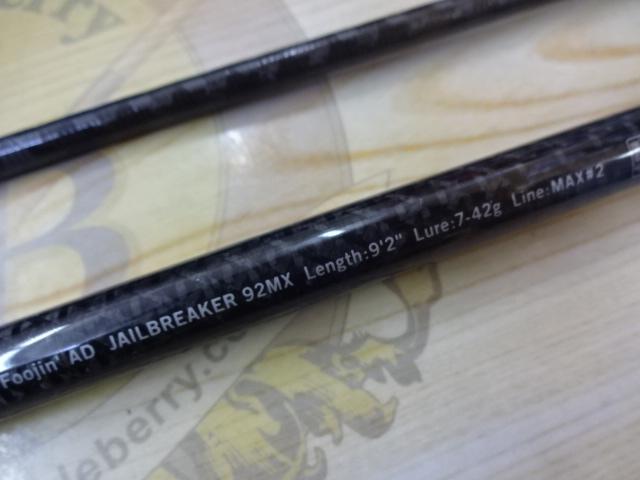 Foojin' AD JAILBREAKER 92MX Length:9'2" Lure:7-42g Line:MAX#2